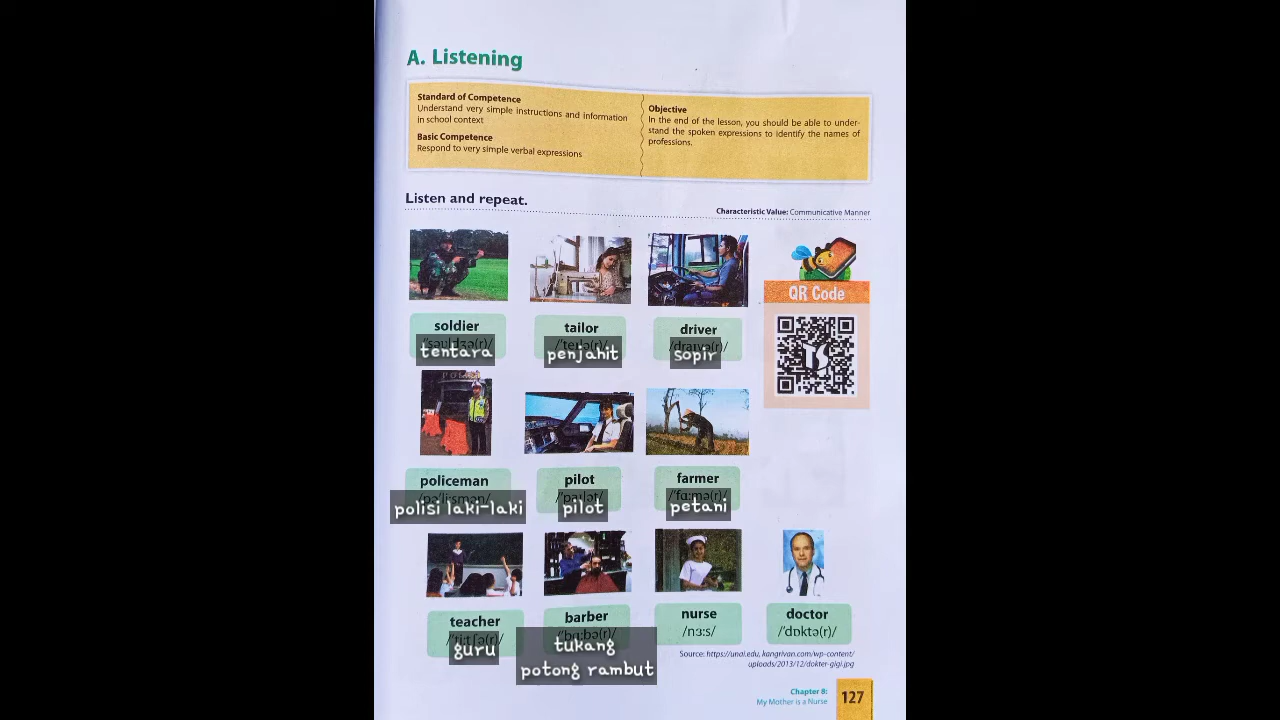 A. Listening
Standard of Competence
Understand very simple instructions and information
in school context
Basic Competence
Respond to very simple verbal expressions
Objective
In the end of the lesson, you should be able to under-
stand the spoken expressions to identify the names of
professions.
Listen and repeat.
Characteristic Value: Communicative Manner
QR Code
TS
soldier
tentara
tailor
penjahit
driver
sopir
policeman
polisi laki-laki
pilot
pilot
farmer
petani
teacher
guru
barber
tukang
potong rambut
nurse
/nɜːs/
doctor
/'dɒktə(r)/
Source: https://unai.edu, kangrivan.com/wp-content/
uploads/2013/12/dokter-gigi.jpg
Chapter 8:
My Mother is a Nurse
127